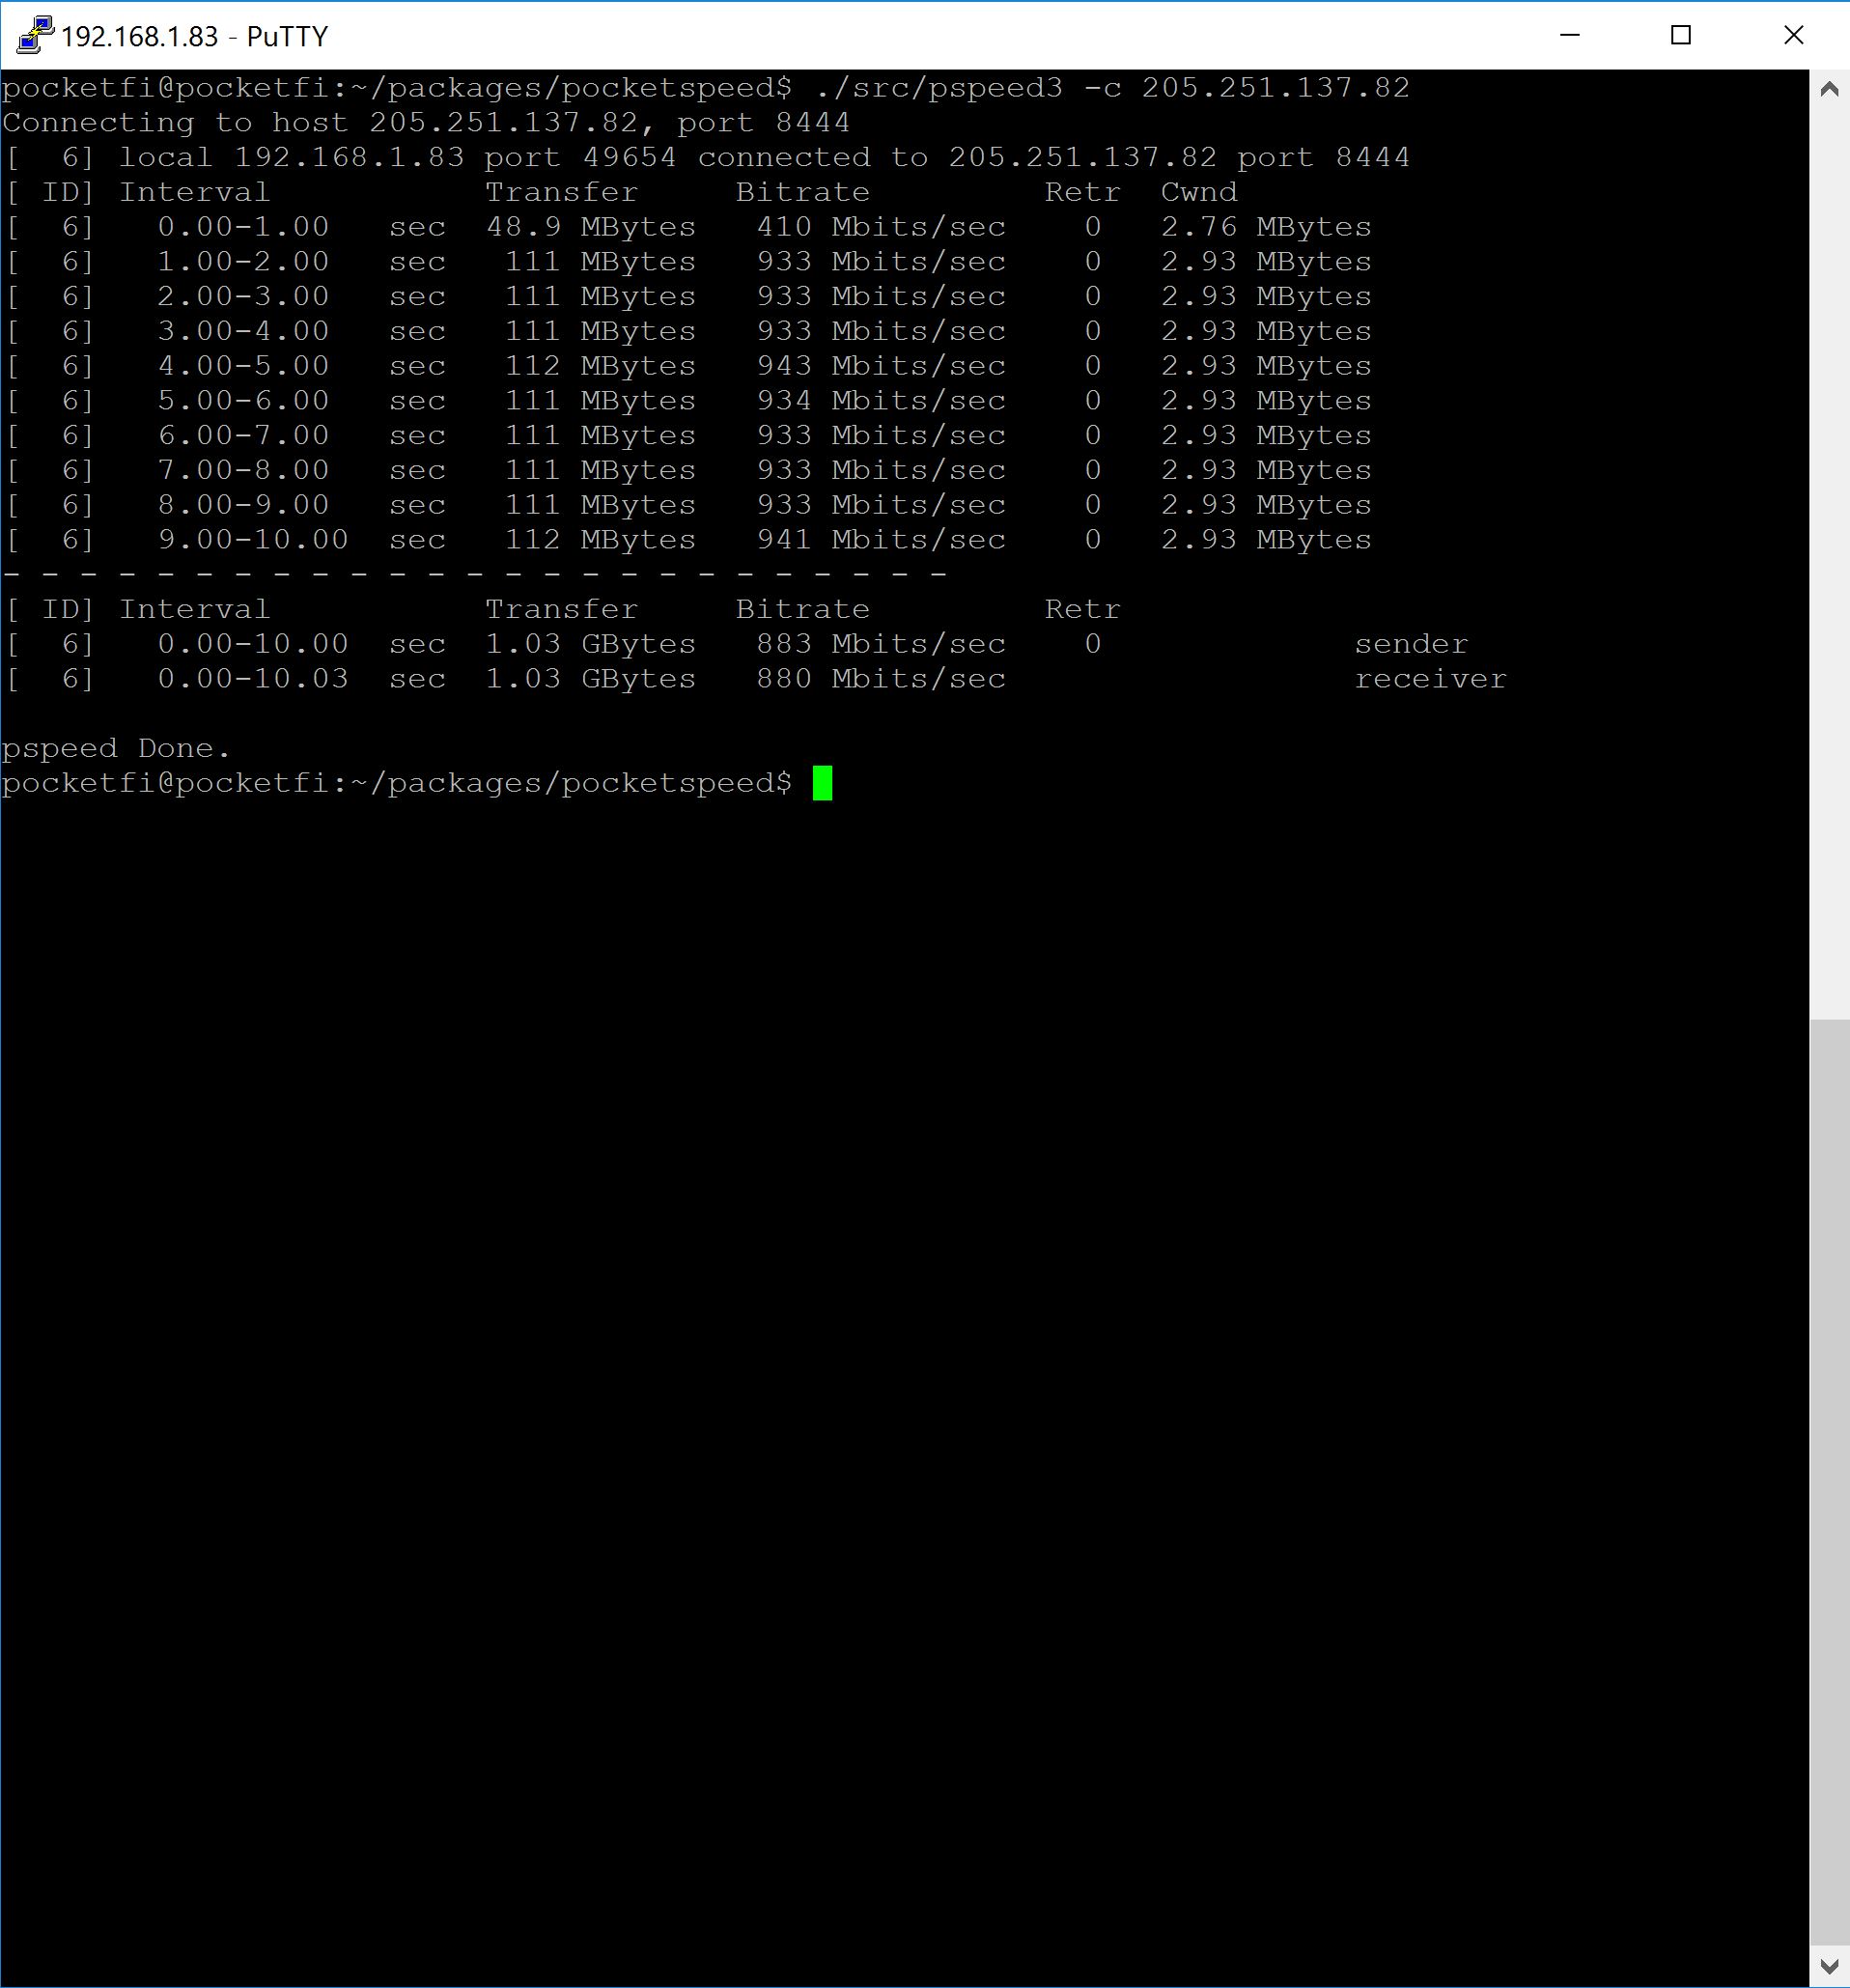 192.168.1.83 - PuTTY
pocketfi@pocketfi:~/packages/pocketspeed$ ./src/pspeed3 -c 205.251.137.82
Connecting to host 205.251.137.82, port 8444
[  6] local 192.168.1.83 port 49654 connected to 205.251.137.82 port 8444
[ ID] Interval           Transfer     Bitrate         Retr  Cwnd
[  6]   0.00-1.00   sec  48.9 MBytes   410 Mbits/sec    0   2.76 MBytes
[  6]   1.00-2.00   sec   111 MBytes   933 Mbits/sec    0   2.93 MBytes
[  6]   2.00-3.00   sec   111 MBytes   933 Mbits/sec    0   2.93 MBytes
[  6]   3.00-4.00   sec   111 MBytes   933 Mbits/sec    0   2.93 MBytes
[  6]   4.00-5.00   sec   112 MBytes   943 Mbits/sec    0   2.93 MBytes
[  6]   5.00-6.00   sec   111 MBytes   934 Mbits/sec    0   2.93 MBytes
[  6]   6.00-7.00   sec   111 MBytes   933 Mbits/sec    0   2.93 MBytes
[  6]   7.00-8.00   sec   111 MBytes   933 Mbits/sec    0   2.93 MBytes
[  6]   8.00-9.00   sec   111 MBytes   933 Mbits/sec    0   2.93 MBytes
[  6]   9.00-10.00  sec   112 MBytes   941 Mbits/sec    0   2.93 MBytes
- - - - - - - - - - - - - - - - - - - - - - - - -
[ ID] Interval           Transfer     Bitrate         Retr
[  6]   0.00-10.00  sec  1.03 GBytes   883 Mbits/sec    0             sender
[  6]   0.00-10.03  sec  1.03 GBytes   880 Mbits/sec                  receiver
pspeed Done.
pocketfi@pocketfi:~/packages/pocketspeed$